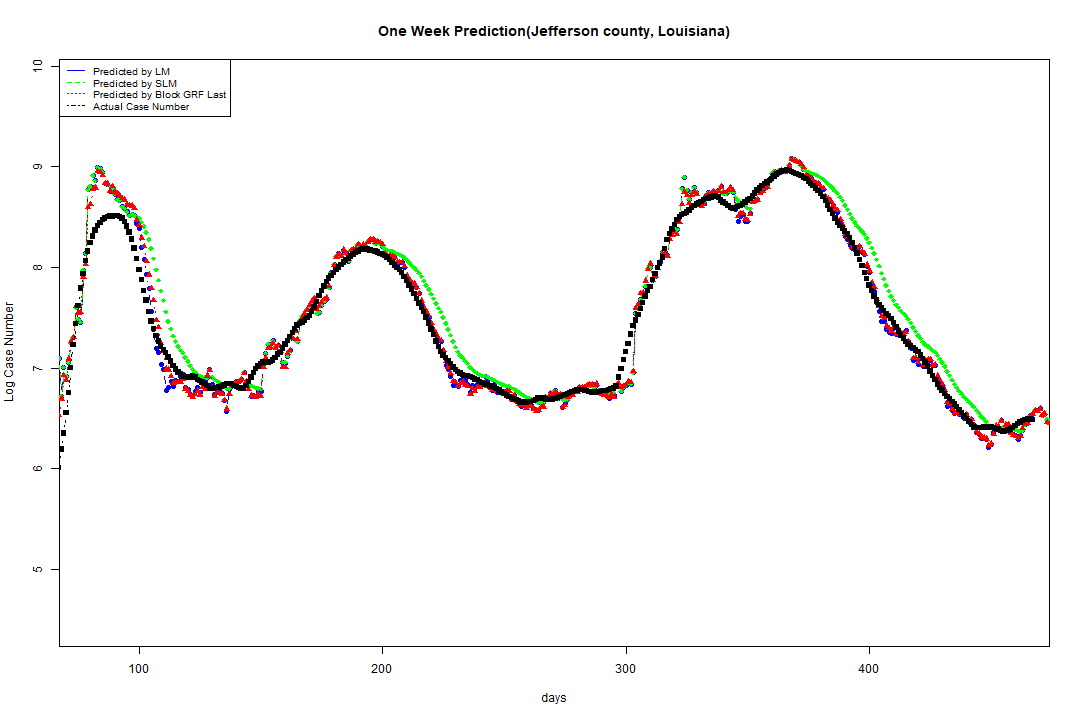 One Week Prediction(Jefferson county, Louisiana)
Predicted by LM
Predicted by SLM
Predicted by Block GRF Last
Actual Case Number
10
9
8
7
6
5
Log Case Number
100 200 300 400
days